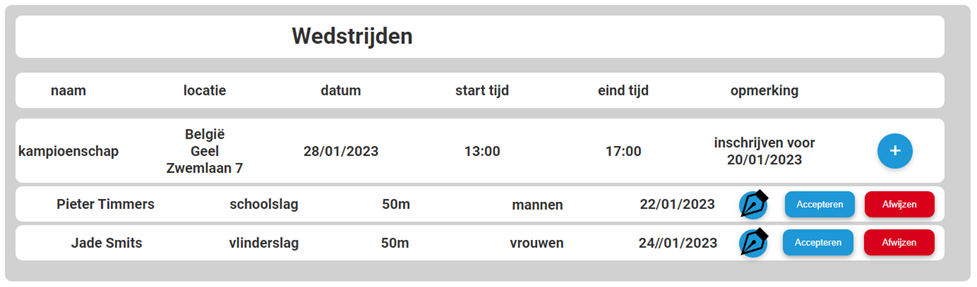 Wedstrijden
naam locatie datum start tijd eind tijd opmerking
België
Geel
Zwemlaan 7
kampioenschap 28/01/2023 13:00 17:00 inschrijven voor
20/01/2023 +
Pieter Timmers schoolslag 50m mannen 22/01/2023 Accepteren Afwijzen
Jade Smits vlinderslag 50m vrouwen 24//01/2023 Accepteren Afwijzen